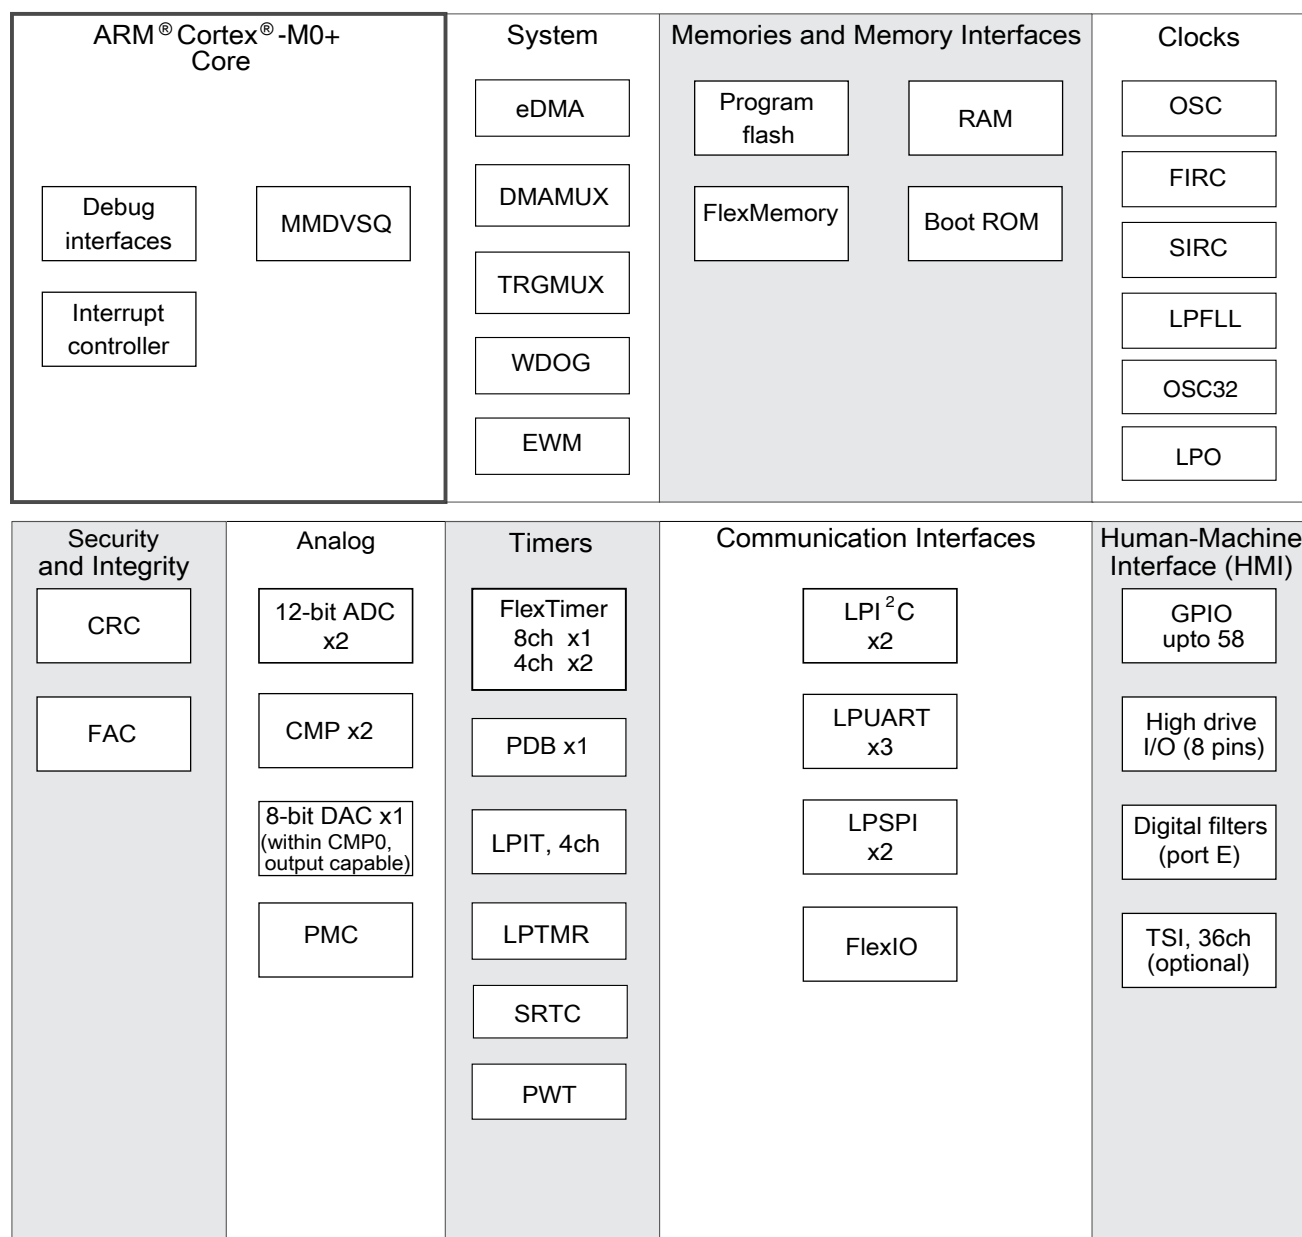 ARM® Cortex®-M0+
Core
Debug
interfaces
MMDVSQ
Interrupt
controller
System
eDMA
DMAMUX
TRGMUX
WDOG
EWM
Memories and Memory Interfaces
Program
flash
RAM
FlexMemory
Boot ROM
Clocks
OSC
FIRC
SIRC
LPFLL
OSC32
LPO
Security
and Integrity
CRC
FAC
Analog
12-bit ADC
x2
CMP x2
8-bit DAC x1
(within CMP0,
output capable)
PMC
Timers
FlexTimer
8ch x1
4ch x2
PDB x1
LPIT, 4ch
LPTMR
SRTC
PWT
Communication Interfaces
LPI²C
x2
LPUART
x3
LPSPI
x2
FlexIO
Human-Machine
Interface (HMI)
GPIO
upto 58
High drive
I/O (8 pins)
Digital filters
(port E)
TSI, 36ch
(optional)